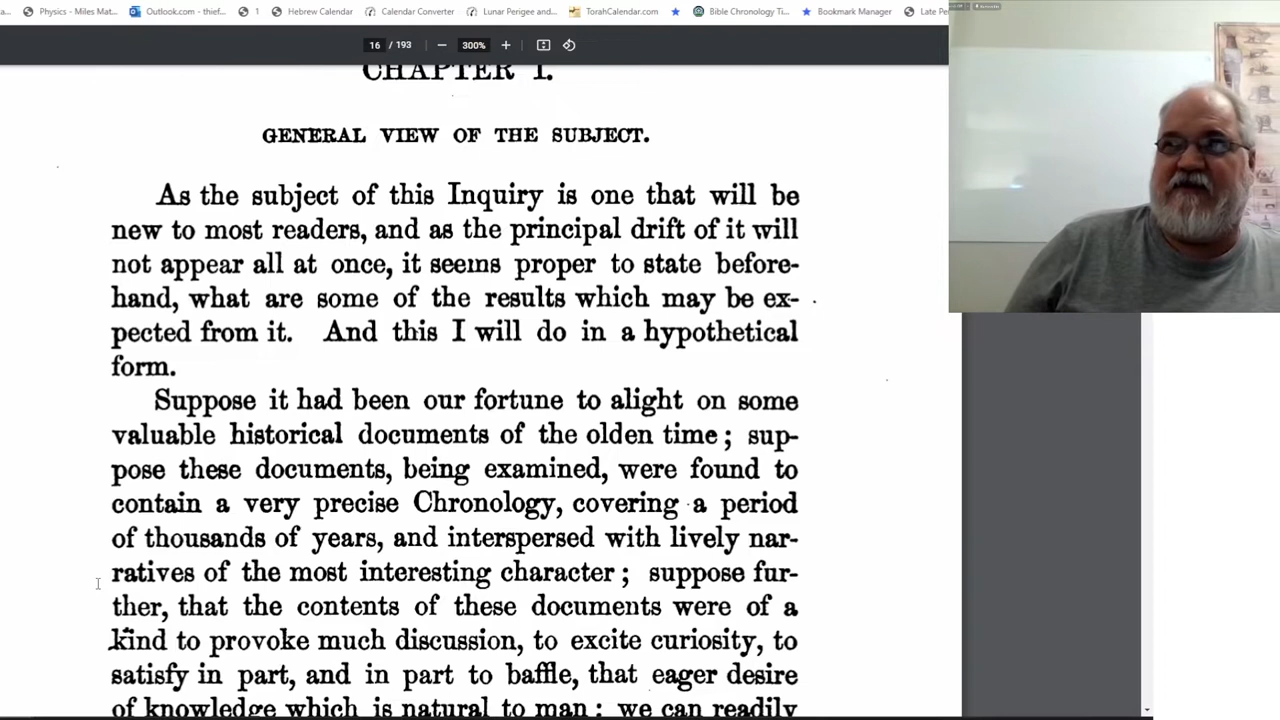 Physics - Miles Mat... Outlook.com - thief... 1 Hebrew Calendar Calendar Converter Lunar Perigee and... TorahCalendar.com Bible Chronology Ti... Bookmark Manager Late Pe
16 / 193 300%
CHAPTER I.
GENERAL VIEW OF THE SUBJECT.
As the subject of this Inquiry is one that will be
new to most readers, and as the principal drift of it will
not appear all at once, it seems proper to state before-
hand, what are some of the results which may be ex-
pected from it. And this I will do in a hypothetical
form.
Suppose it had been our fortune to alight on some
valuable historical documents of the olden time; sup-
pose these documents, being examined, were found to
contain a very precise Chronology, covering a period
of thousands of years, and interspersed with lively nar-
ratives of the most interesting character; suppose fur-
ther, that the contents of these documents were of a
kind to provoke much discussion, to excite curiosity, to
satisfy in part, and in part to baffle, that eager desire
of knowledge which is natural to man: we can readily